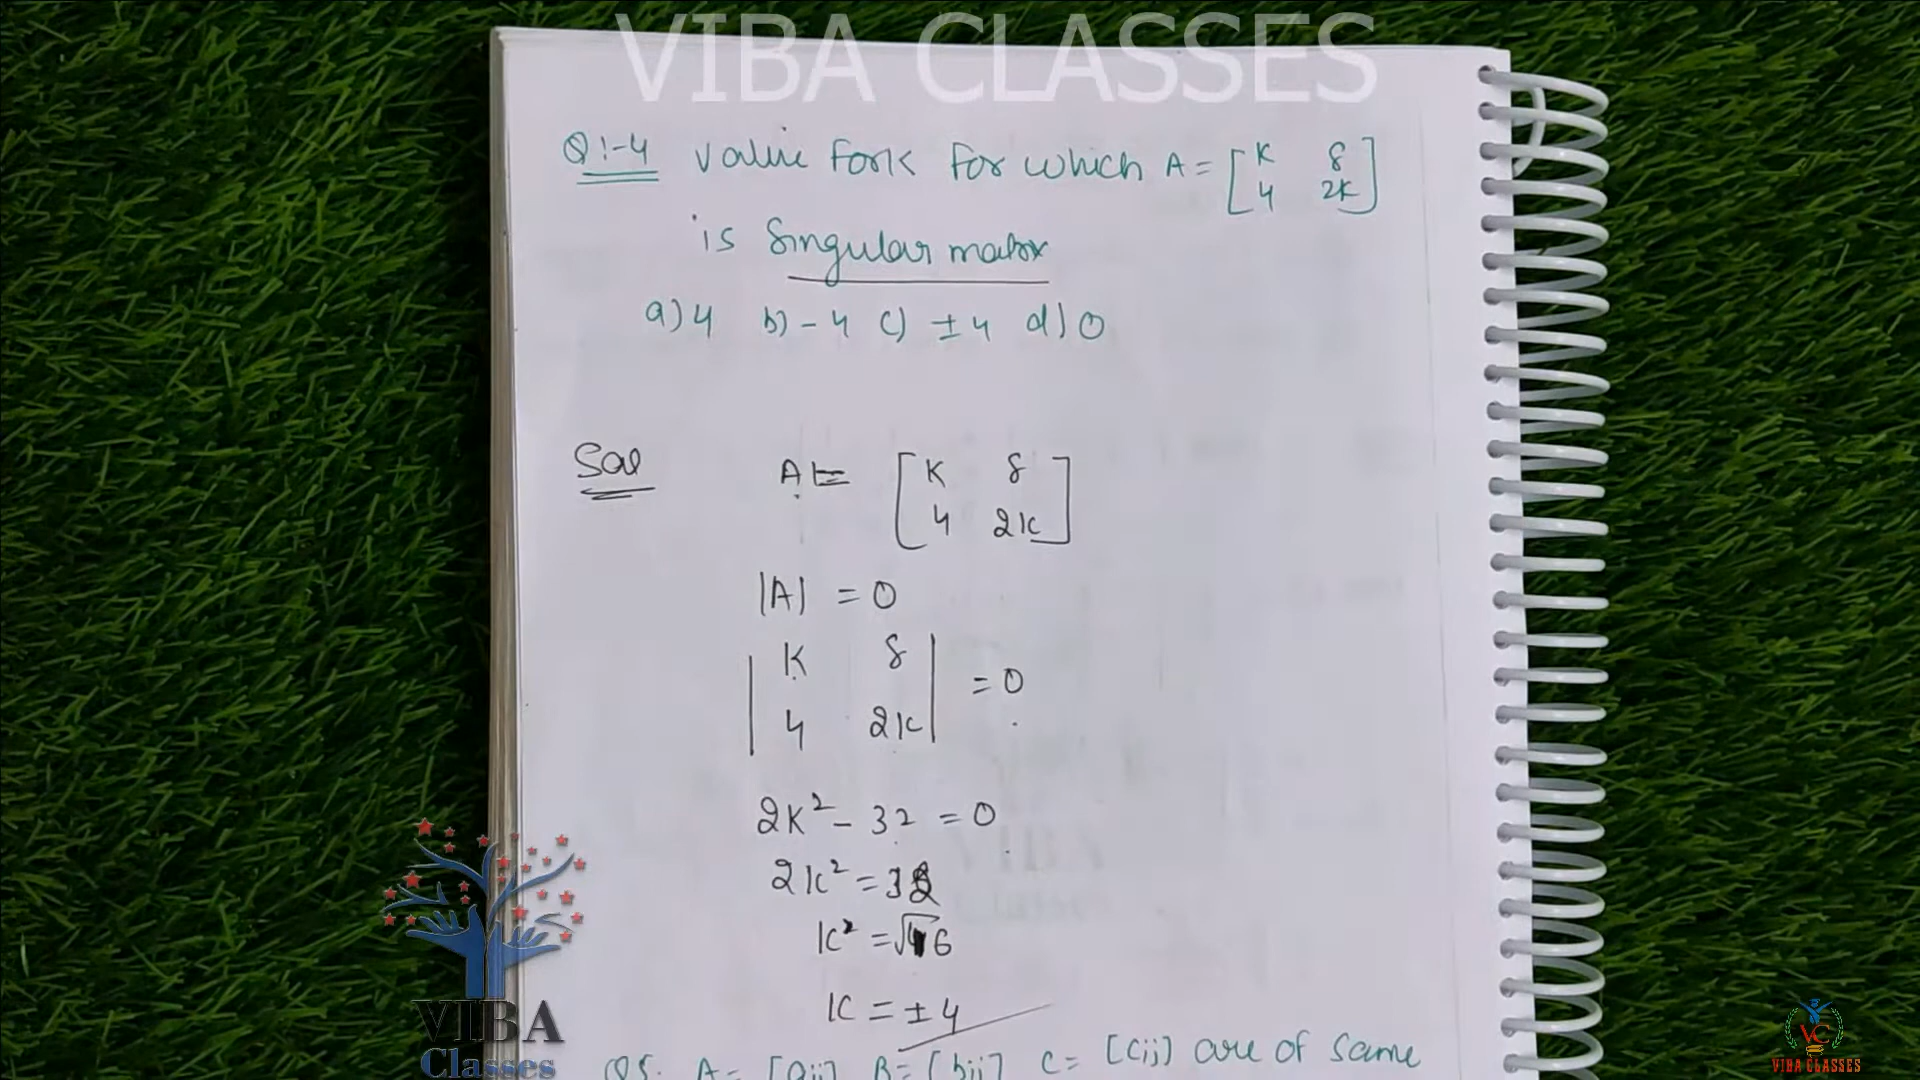 VIBA CLASSES
Q:-4 value for k for which A = [K 8
4 2K]
is Singular matrix
a) 4 b) -4 c) ±4 d) 0
Sol A = [K 8
4 2K]
|A| = 0
|K 8
4 2K| = 0
2K² - 32 = 0
2K² = 32
K² = √16
K = ±4
Q5. A = [aij] B = [bij] C = [cij] are of same
VIBA
Classes
VC
VIBA CLASSES